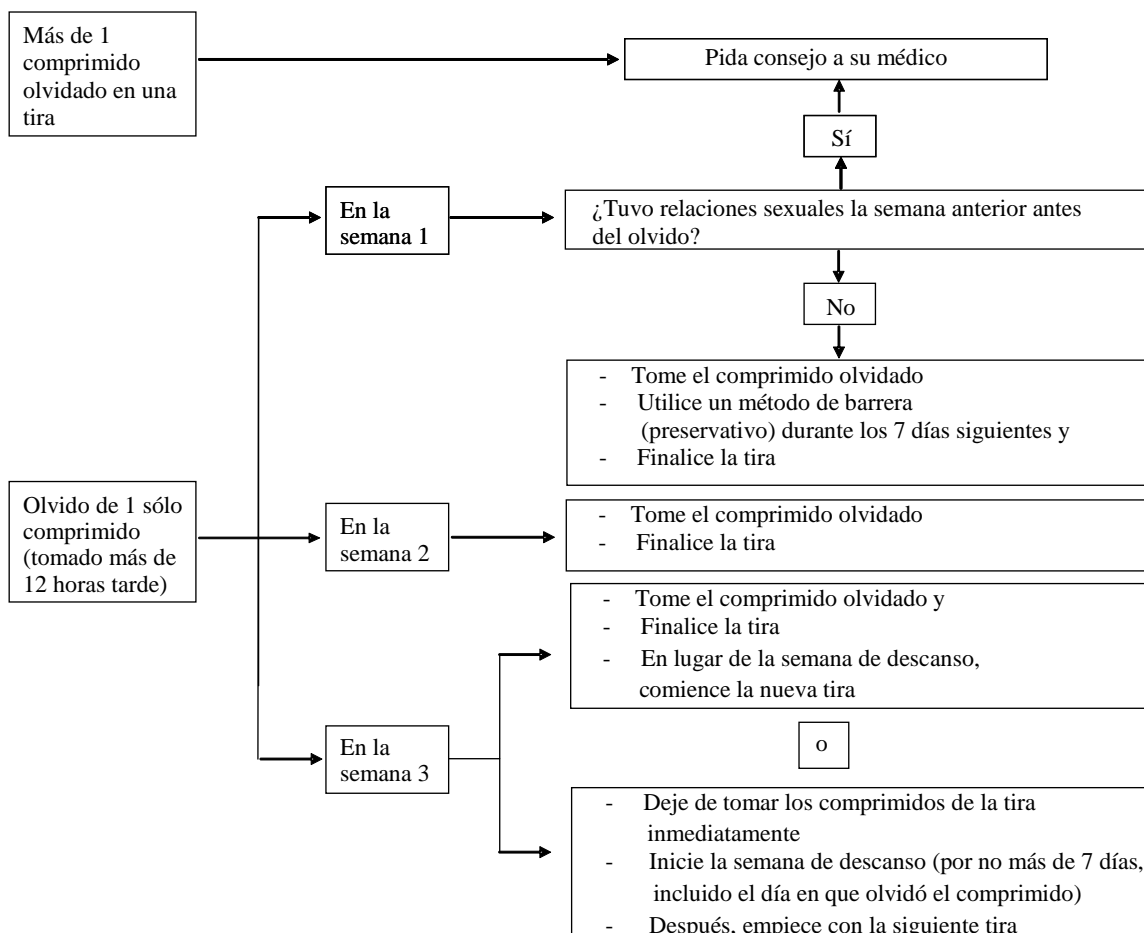 Más de 1
comprimido
olvidado en una
tira
Pida consejo a su médico
Sí
En la
semana 1
¿Tuvo relaciones sexuales la semana anterior antes
del olvido?
No
- Tome el comprimido olvidado
- Utilice un método de barrera
(preservativo) durante los 7 días siguientes y
- Finalice la tira
Olvido de 1 sólo
comprimido
(tomado más de
12 horas tarde)
En la
semana 2
- Tome el comprimido olvidado
- Finalice la tira
En la
semana 3
- Tome el comprimido olvidado y
- Finalice la tira
- En lugar de la semana de descanso,
comience la nueva tira
o
- Deje de tomar los comprimidos de la tira
inmediatamente
- Inicie la semana de descanso (por no más de 7 días,
incluido el día en que olvidó el comprimido)
- Después, empiece con la siguiente tira